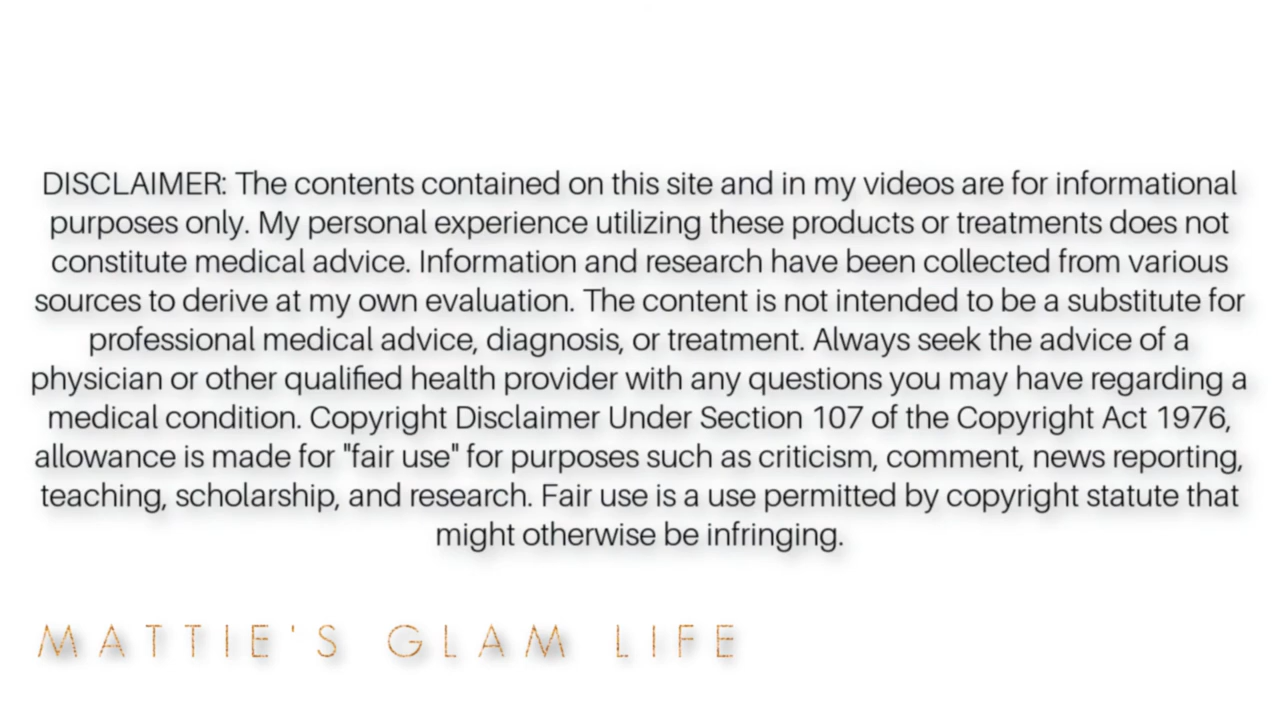 DISCLAIMER: The contents contained on this site and in my videos are for informational
purposes only. My personal experience utilizing these products or treatments does not
constitute medical advice. Information and research have been collected from various
sources to derive at my own evaluation. The content is not intended to be a substitute for
professional medical advice, diagnosis, or treatment. Always seek the advice of a
physician or other qualified health provider with any questions you may have regarding a
medical condition. Copyright Disclaimer Under Section 107 of the Copyright Act 1976,
allowance is made for "fair use" for purposes such as criticism, comment, news reporting,
teaching, scholarship, and research. Fair use is a use permitted by copyright statute that
might otherwise be infringing.
MATTIE'S GLAM LIFE